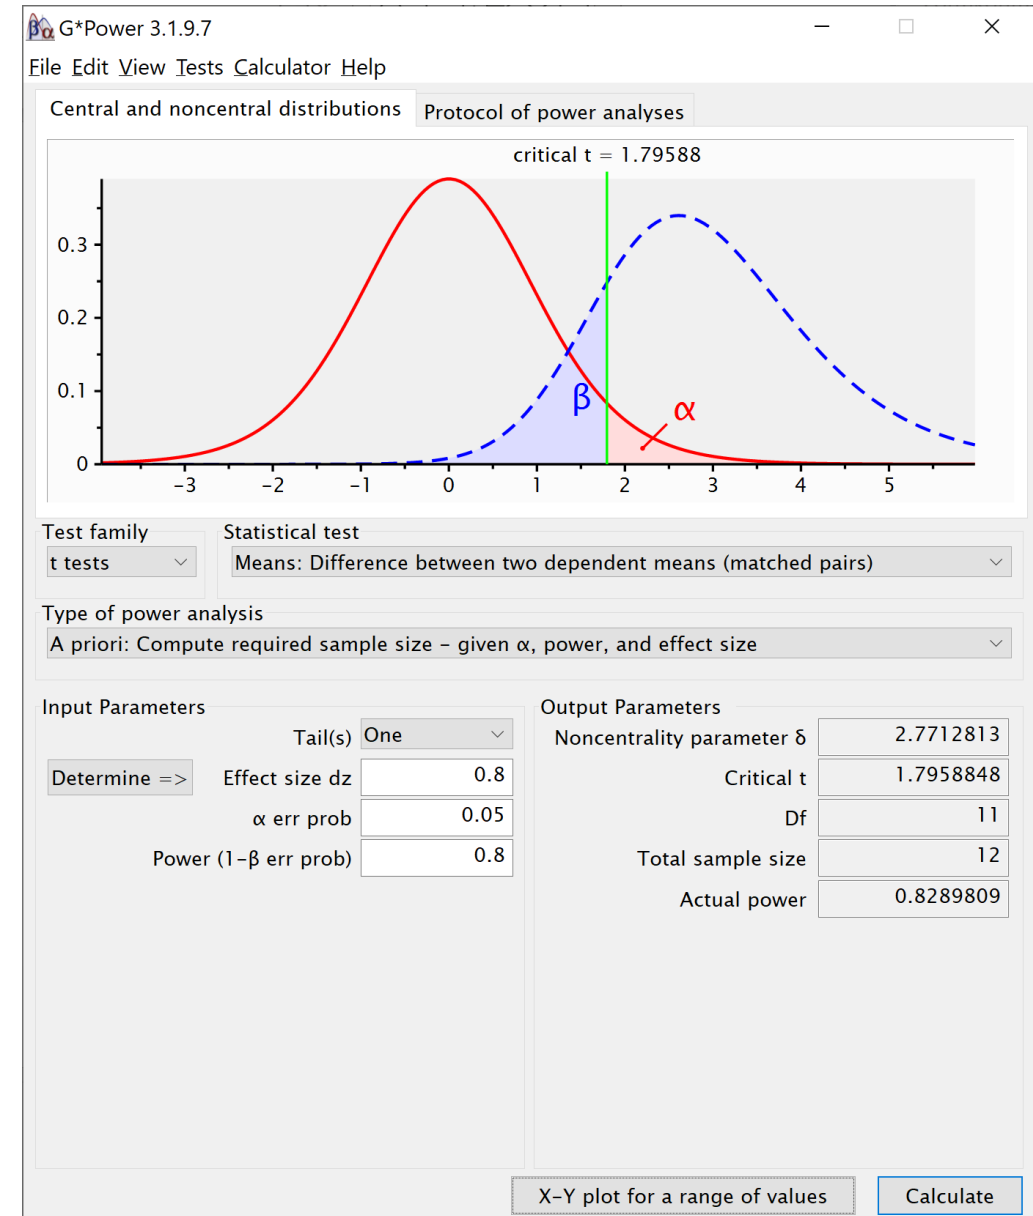 G*Power 3.1.9.7
File Edit View Tests Calculator Help
Central and noncentral distributions Protocol of power analyses
critical t = 1.79588
0.3
0.2
0.1
0
β
α
-3 -2 -1 0 1 2 3 4 5
Test family Statistical test
t tests Means: Difference between two dependent means (matched pairs)
Type of power analysis
A priori: Compute required sample size – given α, power, and effect size
Input Parameters
Tail(s) One
Determine => Effect size dz 0.8
α err prob 0.05
Power (1-β err prob) 0.8
Output Parameters
Noncentrality parameter δ 2.7712813
Critical t 1.7958848
Df 11
Total sample size 12
Actual power 0.8289809
X-Y plot for a range of values Calculate